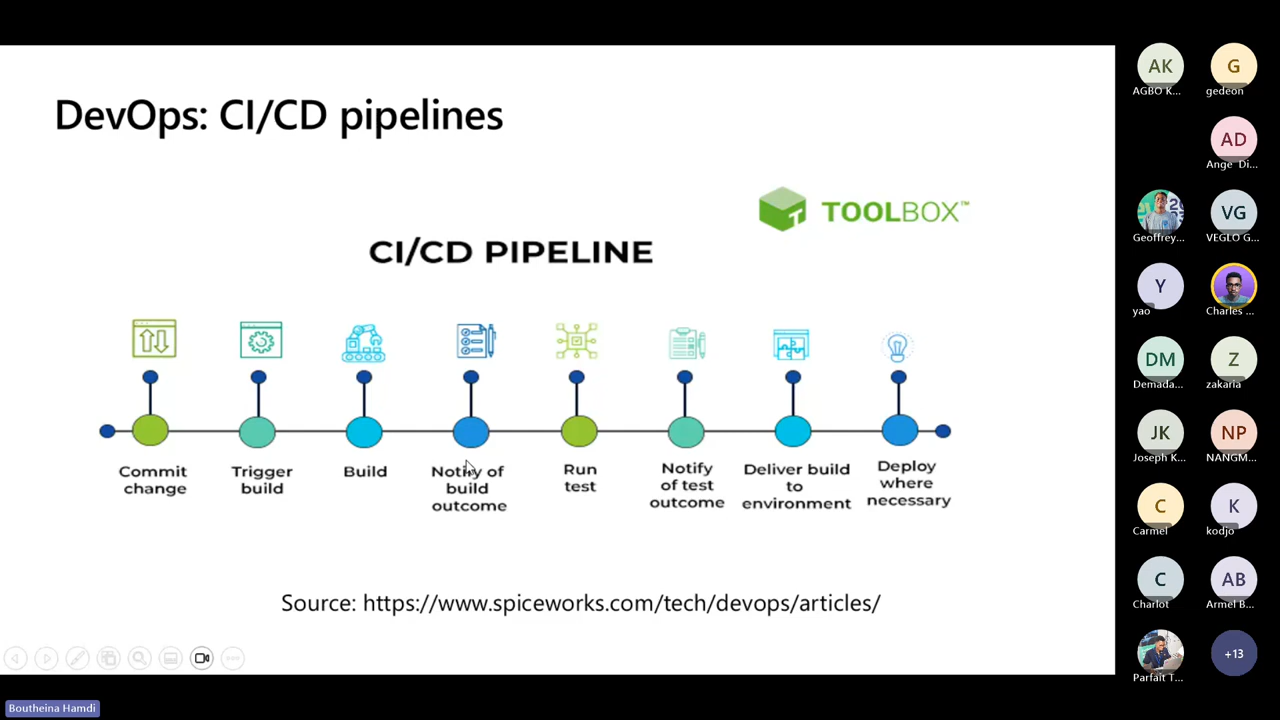 DevOps: CI/CD pipelines
TOOLBOX™
CI/CD PIPELINE
Commit
change
Trigger
build
Build
Notify of
build
outcome
Run
test
Notify
of test
outcome
Deliver build
to
environment
Deploy
where
necessary
Source: https://www.spiceworks.com/tech/devops/articles/
Boutheina Hamdi
AK
AGBO K...
G
gedeon
AD
Ange Di...
Geoffrey...
VG
VEGLO G...
Y
yao
Charles ...
DM
Demada...
Z
zakaria
JK
Joseph K...
NP
NANGM...
C
Carmel
K
kodjo
C
Charlot
AB
Armel B...
Parfait T...
+13